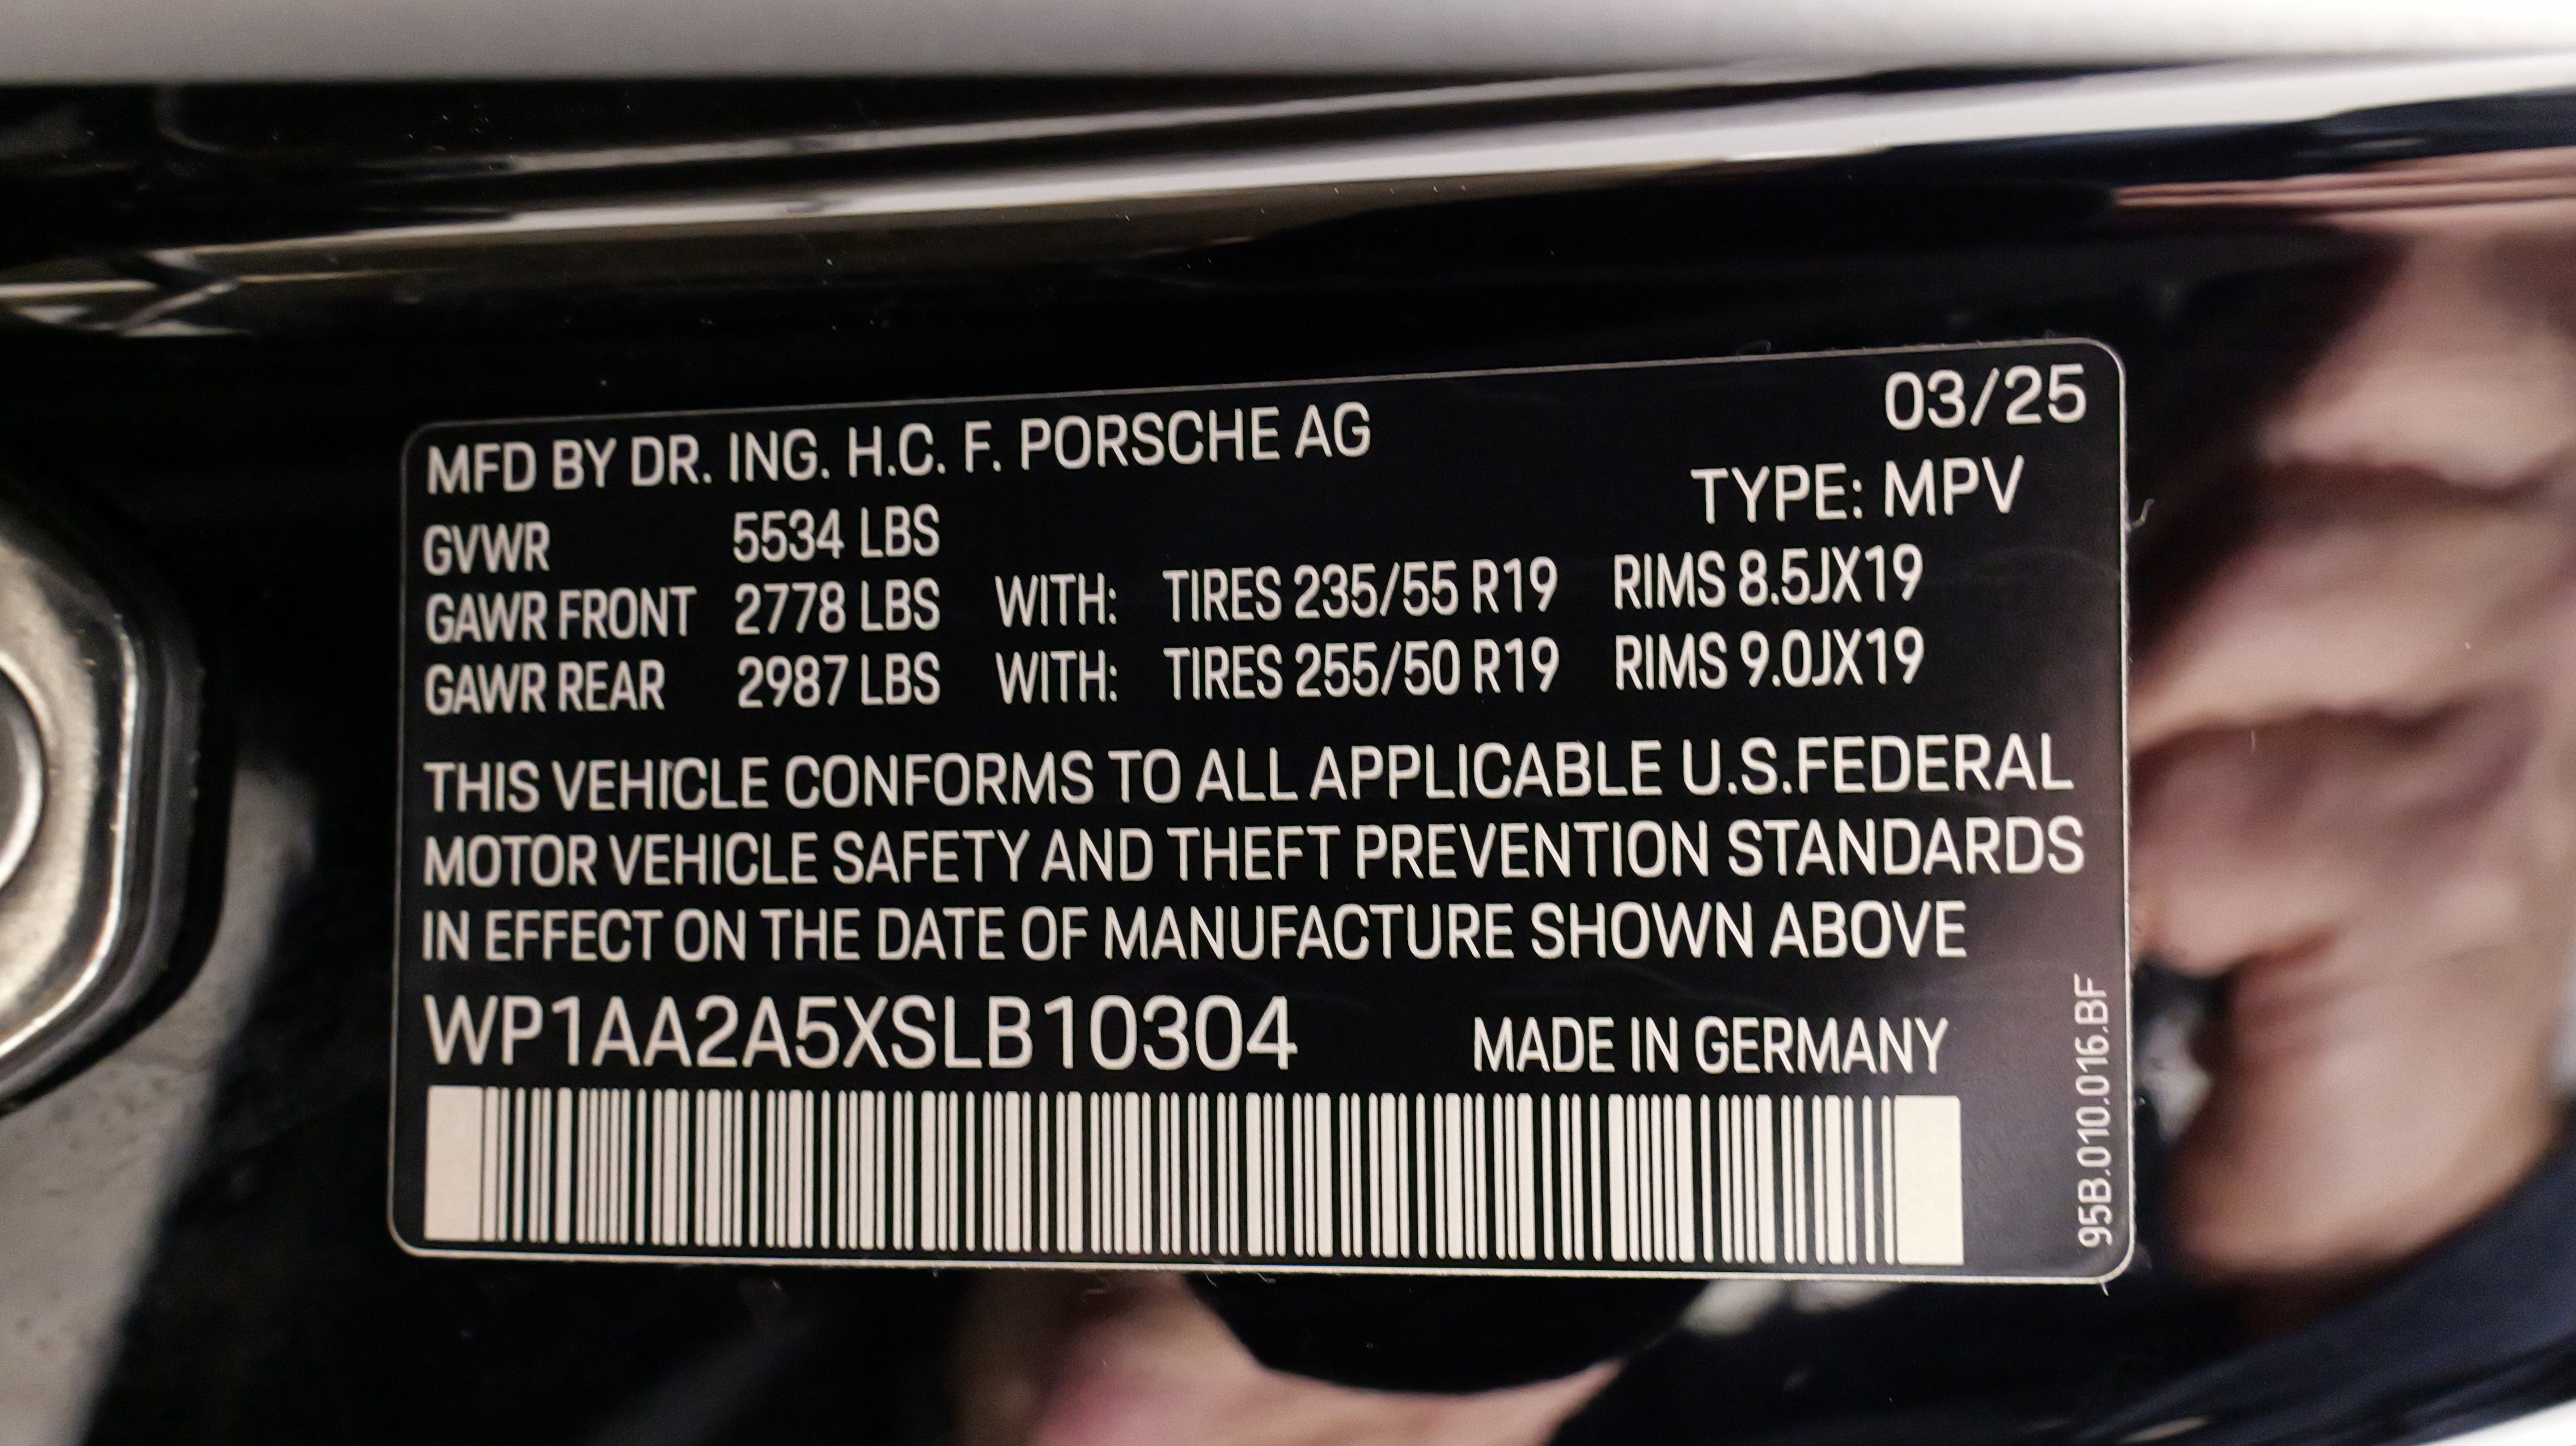 03/25
MFD BY DR. ING. H.C. F. PORSCHE AG
TYPE: MPV
GVWR 5534 LBS
GAWR FRONT 2778 LBS WITH: TIRES 235/55 R19 RIMS 8.5JX19
GAWR REAR 2987 LBS WITH: TIRES 255/50 R19 RIMS 9.0JX19
THIS VEHICLE CONFORMS TO ALL APPLICABLE U.S.FEDERAL
MOTOR VEHICLE SAFETY AND THEFT PREVENTION STANDARDS
IN EFFECT ON THE DATE OF MANUFACTURE SHOWN ABOVE
WP1AA2A5XSLB10304 MADE IN GERMANY
95B.010.016.BF